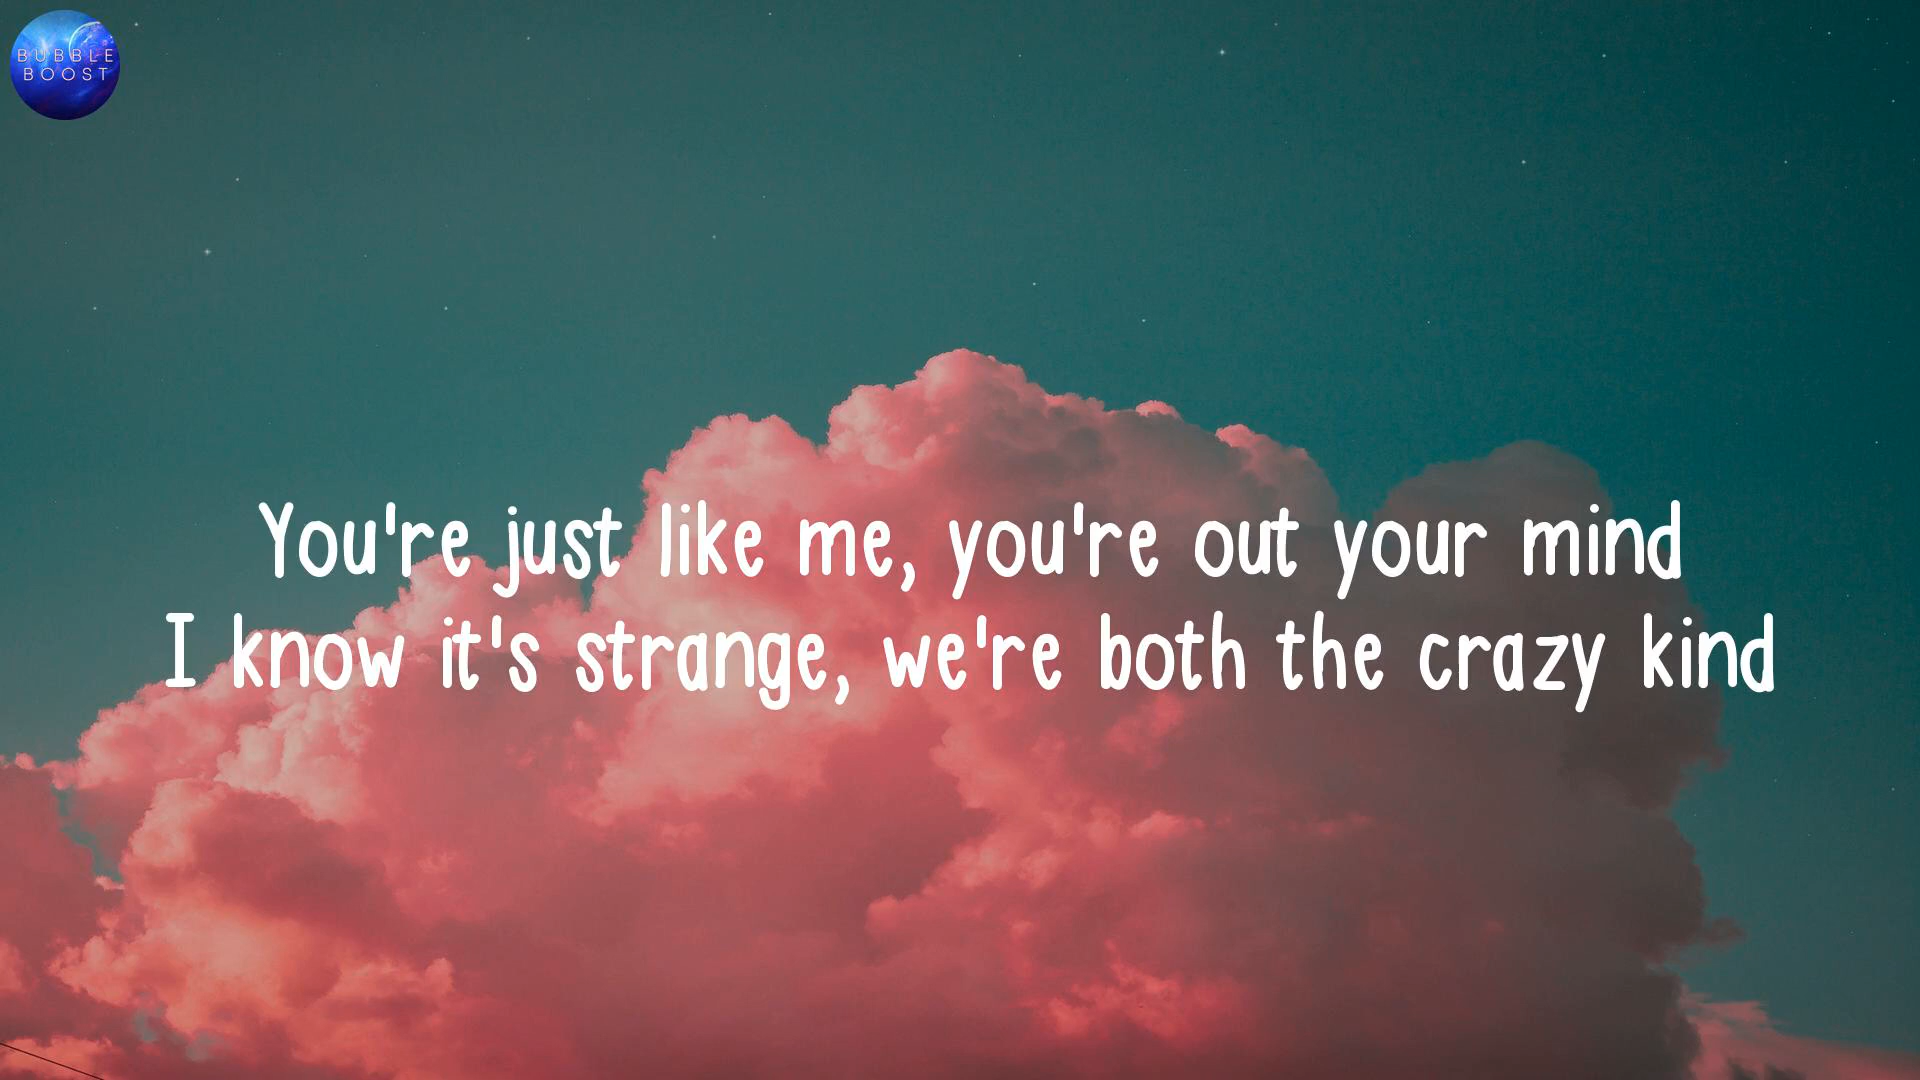 BUBBLE
BOOST
You're just like me, you're out your mind
I know it's strange, we're both the crazy kind